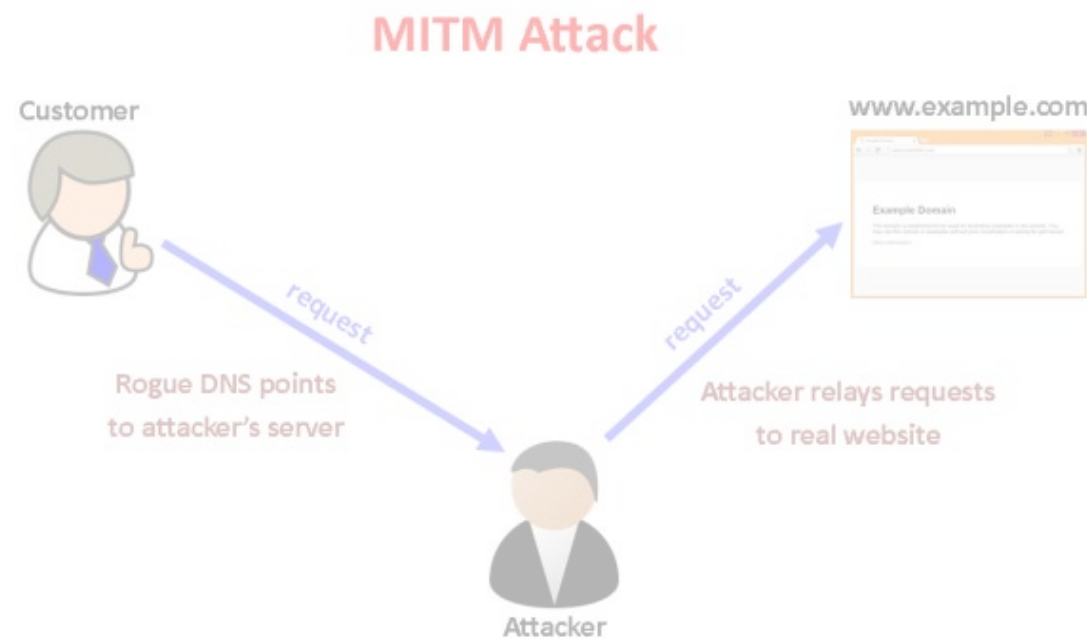 MITM Attack
Customer
www.example.com
Example Domain
request
request
Rogue DNS points
to attacker's server
Attacker relays requests
to real website
Attacker